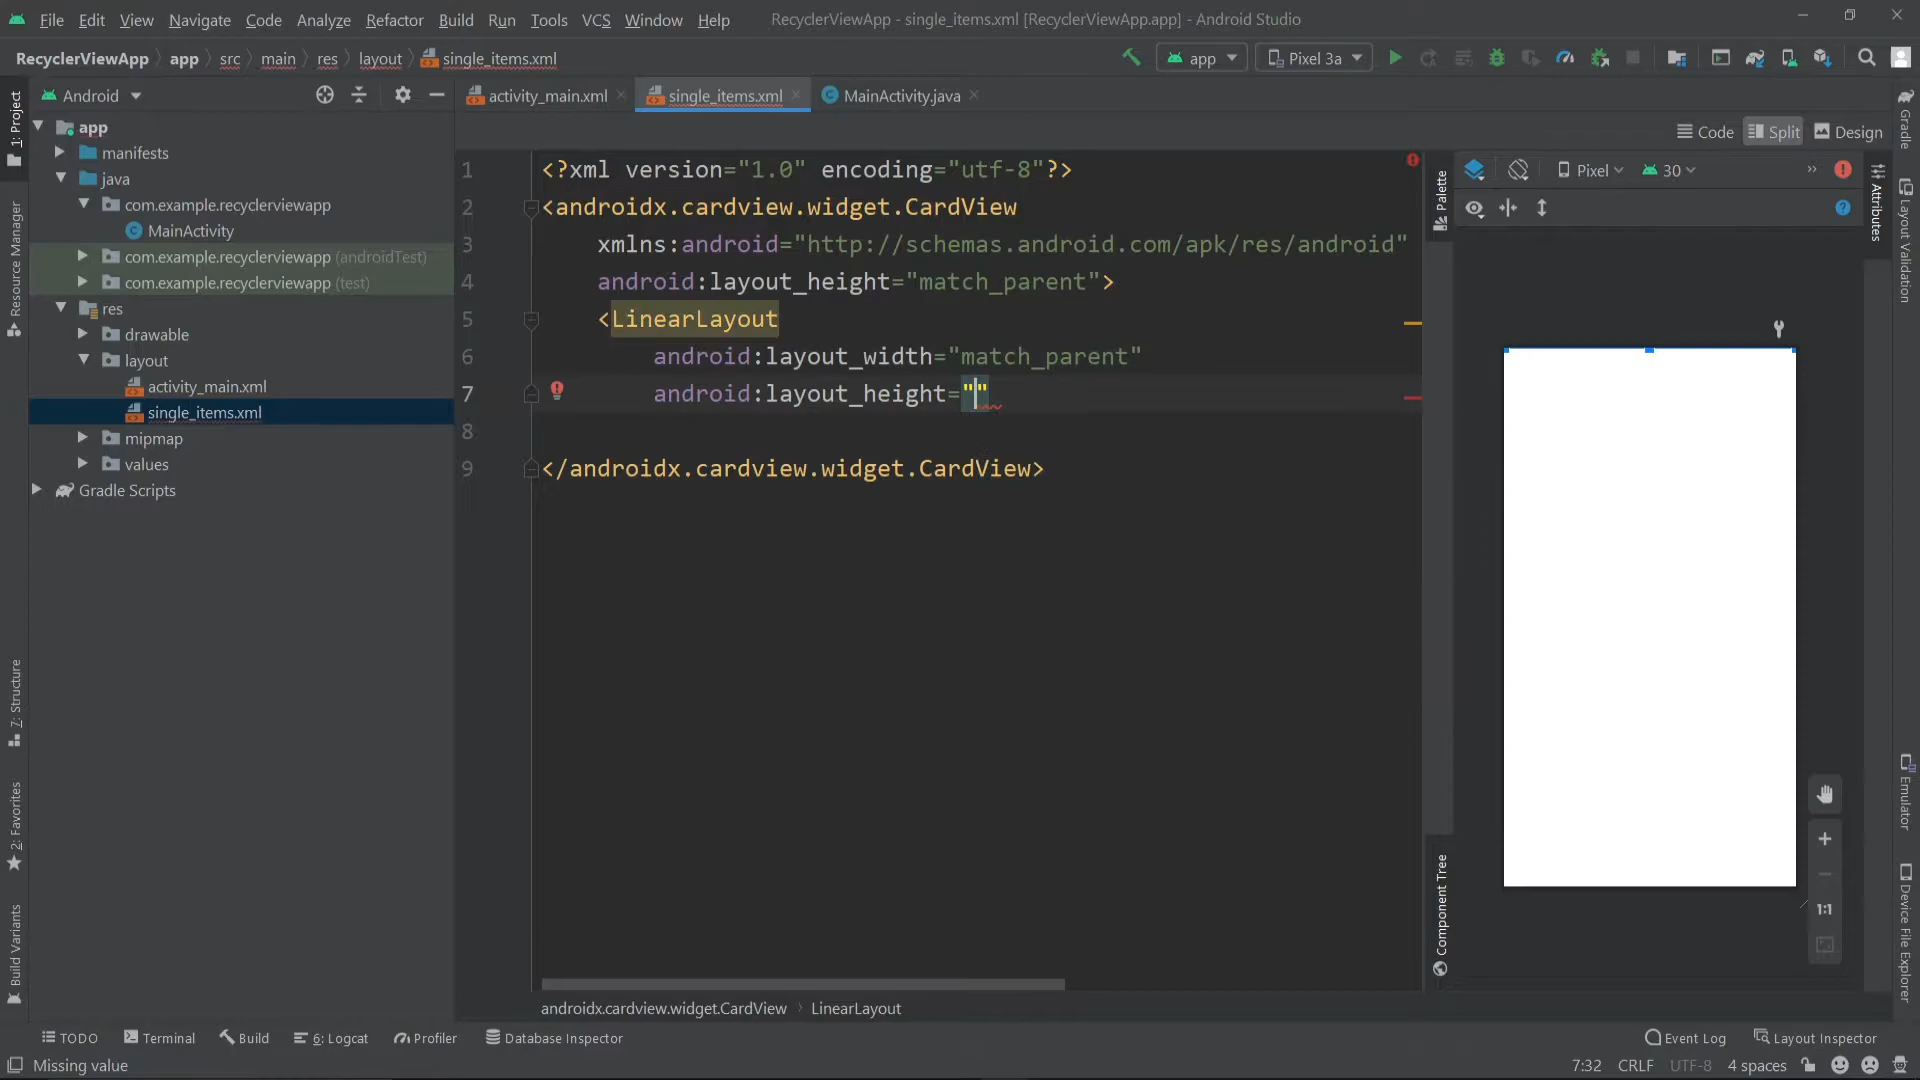 File Edit View Navigate Code Analyze Refactor Build Run Tools VCS Window Help RecyclerViewApp - single_items.xml [RecyclerViewApp.app] - Android Studio
RecyclerViewApp app src main res layout single_items.xml app Pixel 3a
Android activity_main.xml single_items.xml MainActivity.java
Code Split Design
Pixel 30
app
manifests
java
com.example.recyclerviewapp
MainActivity
com.example.recyclerviewapp (androidTest)
com.example.recyclerviewapp (test)
res
drawable
layout
activity_main.xml
single_items.xml
mipmap
values
Gradle Scripts
1 <?xml version="1.0" encoding="utf-8"?>
2 <androidx.cardview.widget.CardView
3 xmlns:android="http://schemas.android.com/apk/res/android"
4 android:layout_height="match_parent">
5 <LinearLayout
6 android:layout_width="match_parent"
7 android:layout_height=""
8
9 </androidx.cardview.widget.CardView>
androidx.cardview.widget.CardView LinearLayout
1: Project
Resource Manager
7: Structure
2: Favorites
Build Variants
Palette
Component Tree
Attributes
1:1
Gradle
Layout Validation
Emulator
Device File Explorer
TODO Terminal Build 6: Logcat Profiler Database Inspector Event Log Layout Inspector
Missing value 7:32 CRLF UTF-8 4 spaces